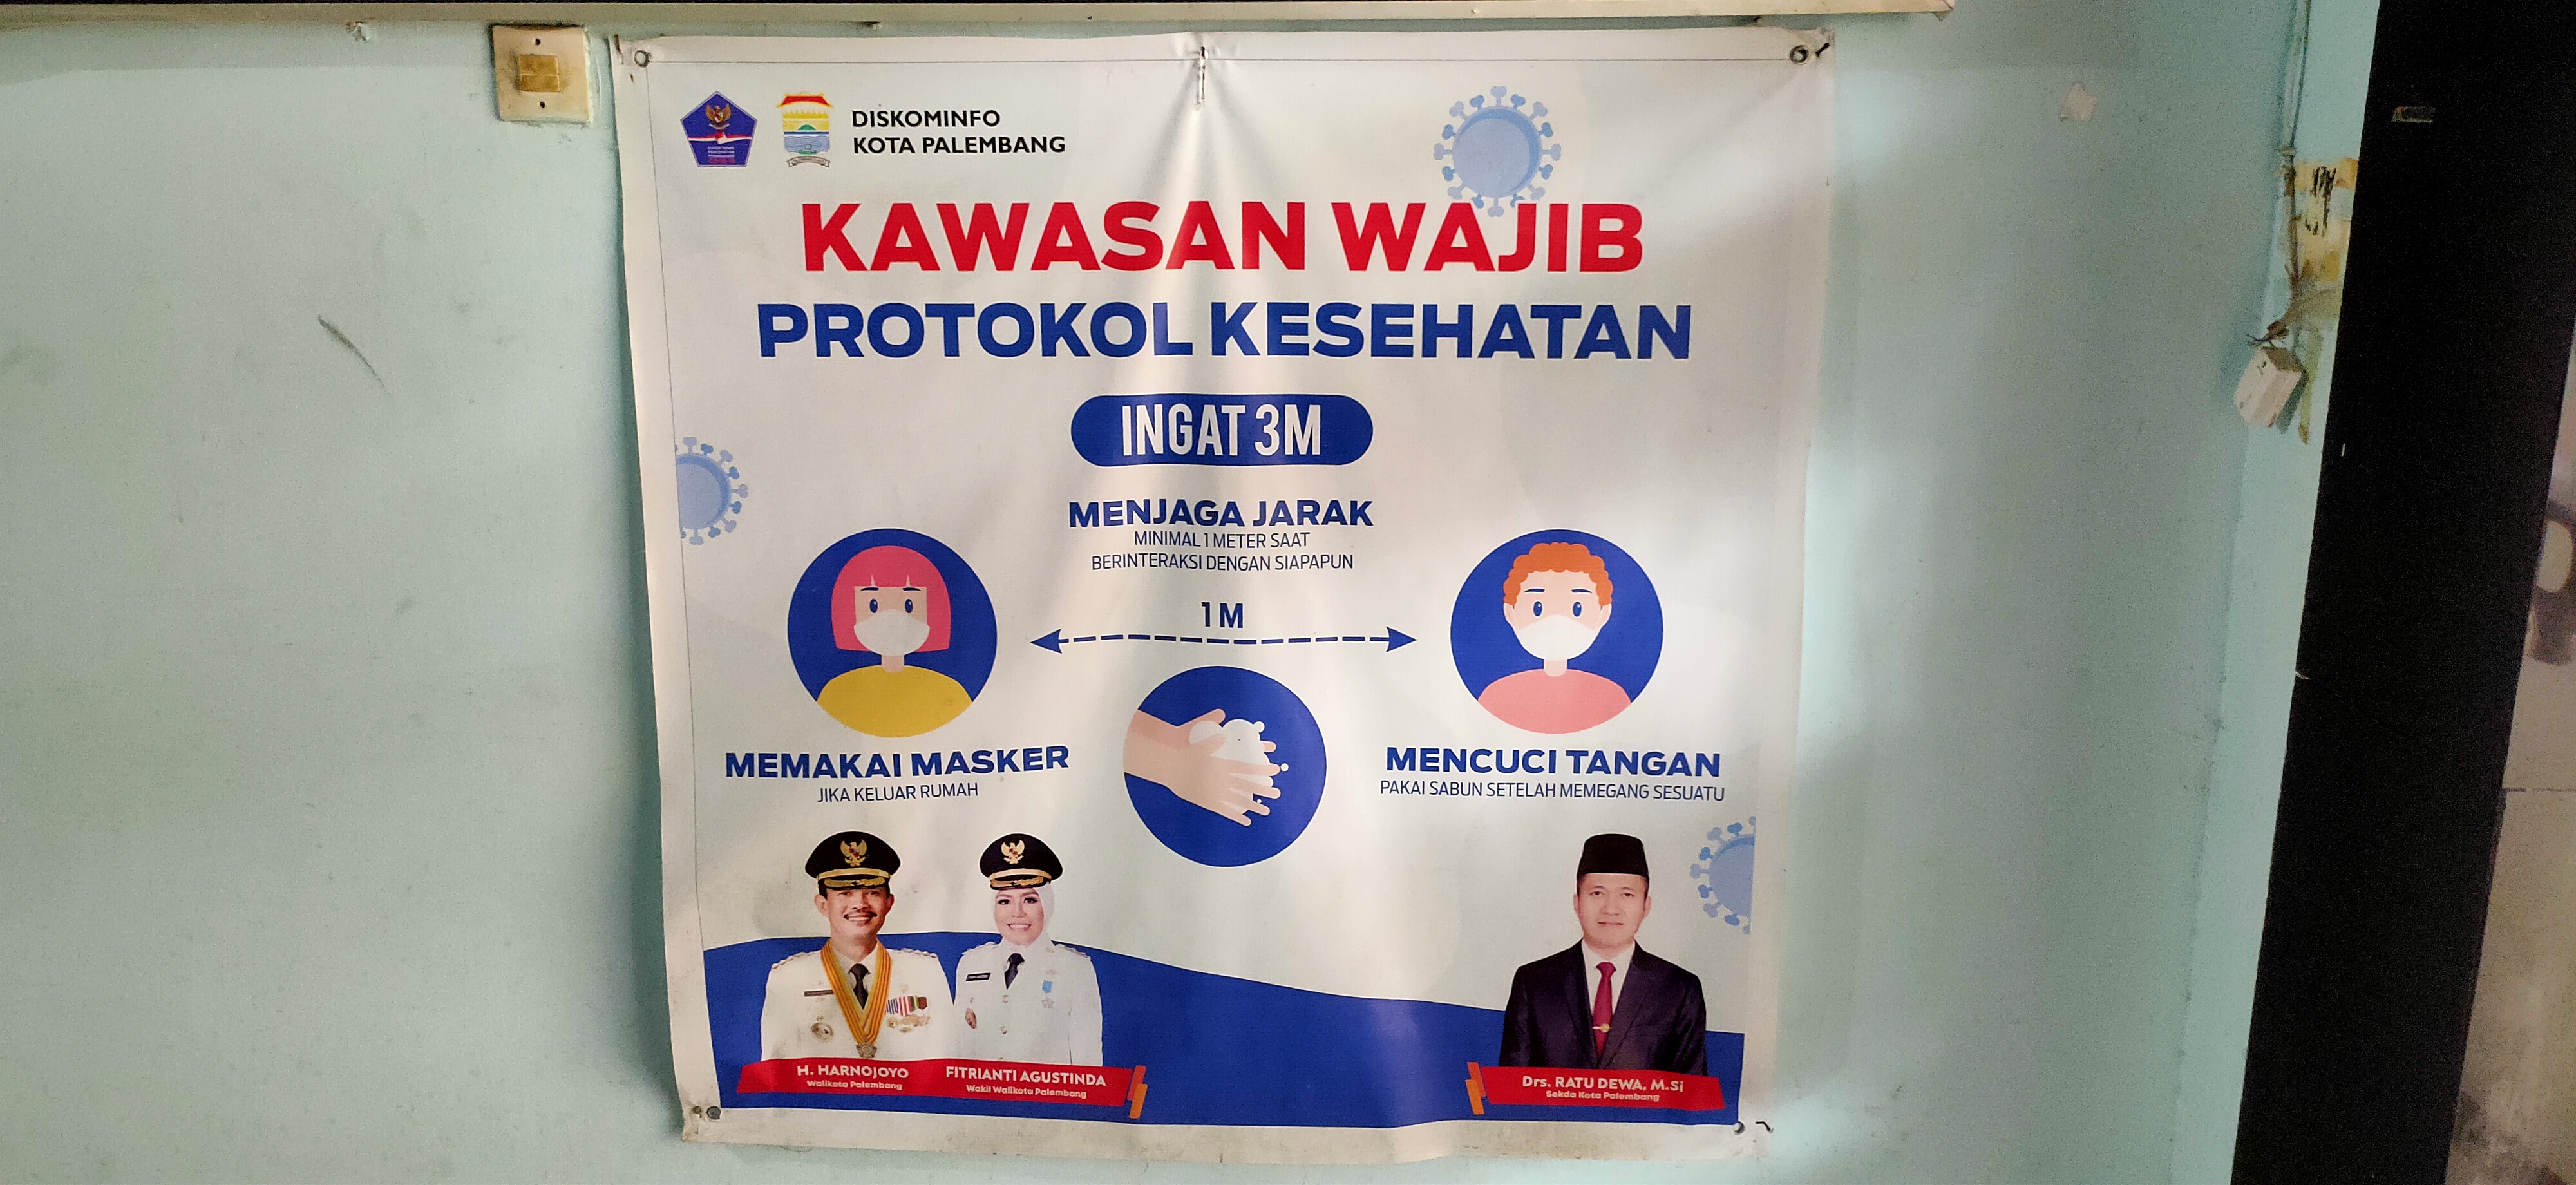 DISKOMINFO
KOTA PALEMBANG
KAWASAN WAJIB
PROTOKOL KESEHATAN
INGAT 3M
MENJAGA JARAK
MINIMAL 1 METER SAAT
BERINTERAKSI DENGAN SIAPAPUN
1 M
MEMAKAI MASKER
JIKA KELUAR RUMAH
MENCUCI TANGAN
PAKAI SABUN SETELAH MEMEGANG SESUATU
H. HARNOJOYO
Walikota Palembang
FITRIANTI AGUSTINDA
Wakil Walikota Palembang
Drs. RATU DEWA, M.Si
Sekda Kota Palembang